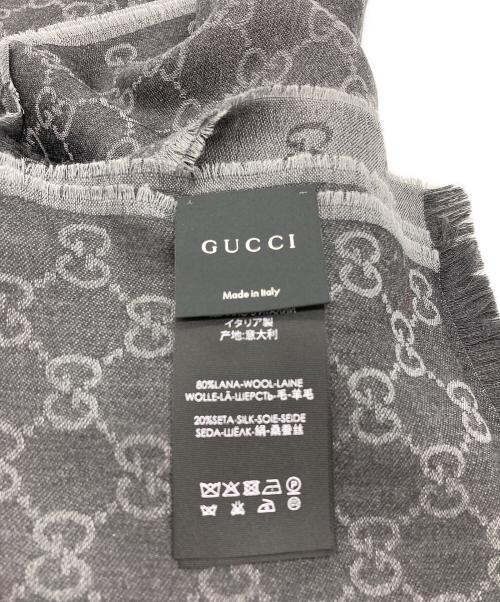 GUCCI
Made in Italy
イタリア製
产地:意大利
80%LANA-WOOL-LAINE
WOLLE-LÃ-ШЕРСТЬ-毛-羊毛
20%SETA-SILK-SOIE-SEIDE
SEDA-ШЁЛК-絹-桑蚕丝